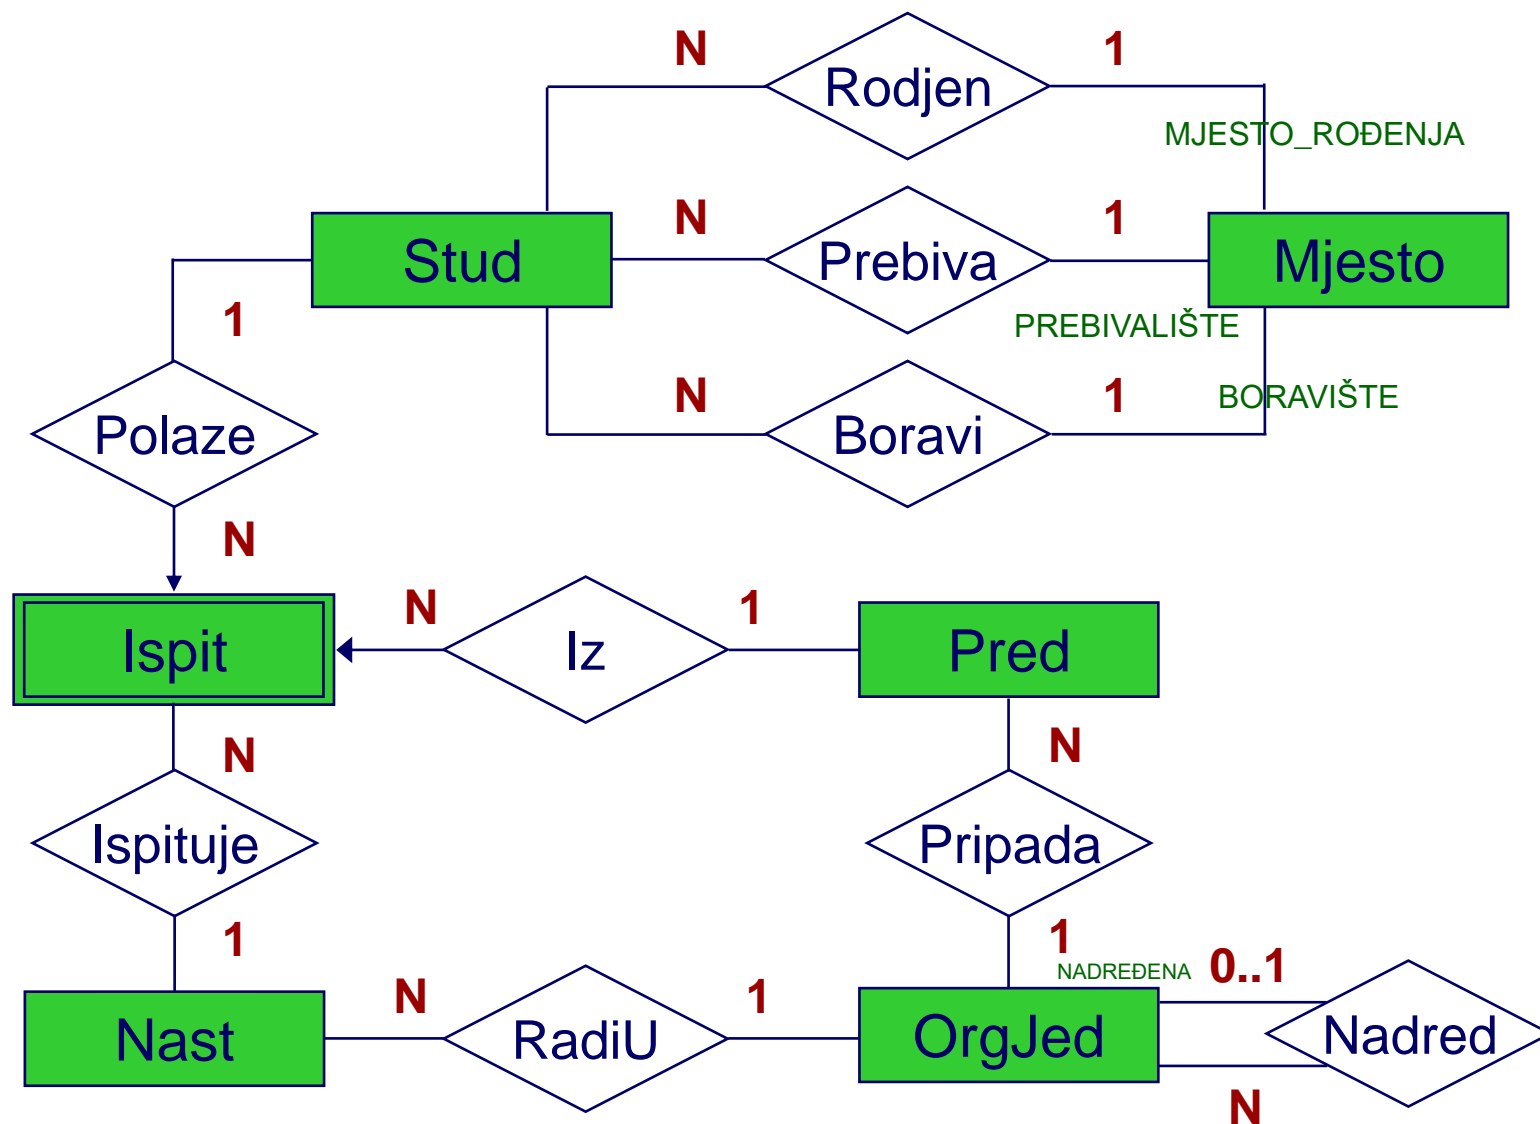 N
Rodjen
1
MJESTO_ROĐENJA
Stud
N
Prebiva
1
Mjesto
1
PREBIVALIŠTE
N
Boravi
1
BORAVIŠTE
Polaze
N
Ispit
N
Iz
1
Pred
N
N
Ispituje
Pripada
1
1
NADREĐENA
0..1
Nast
N
RadiU
1
OrgJed
Nadred
N